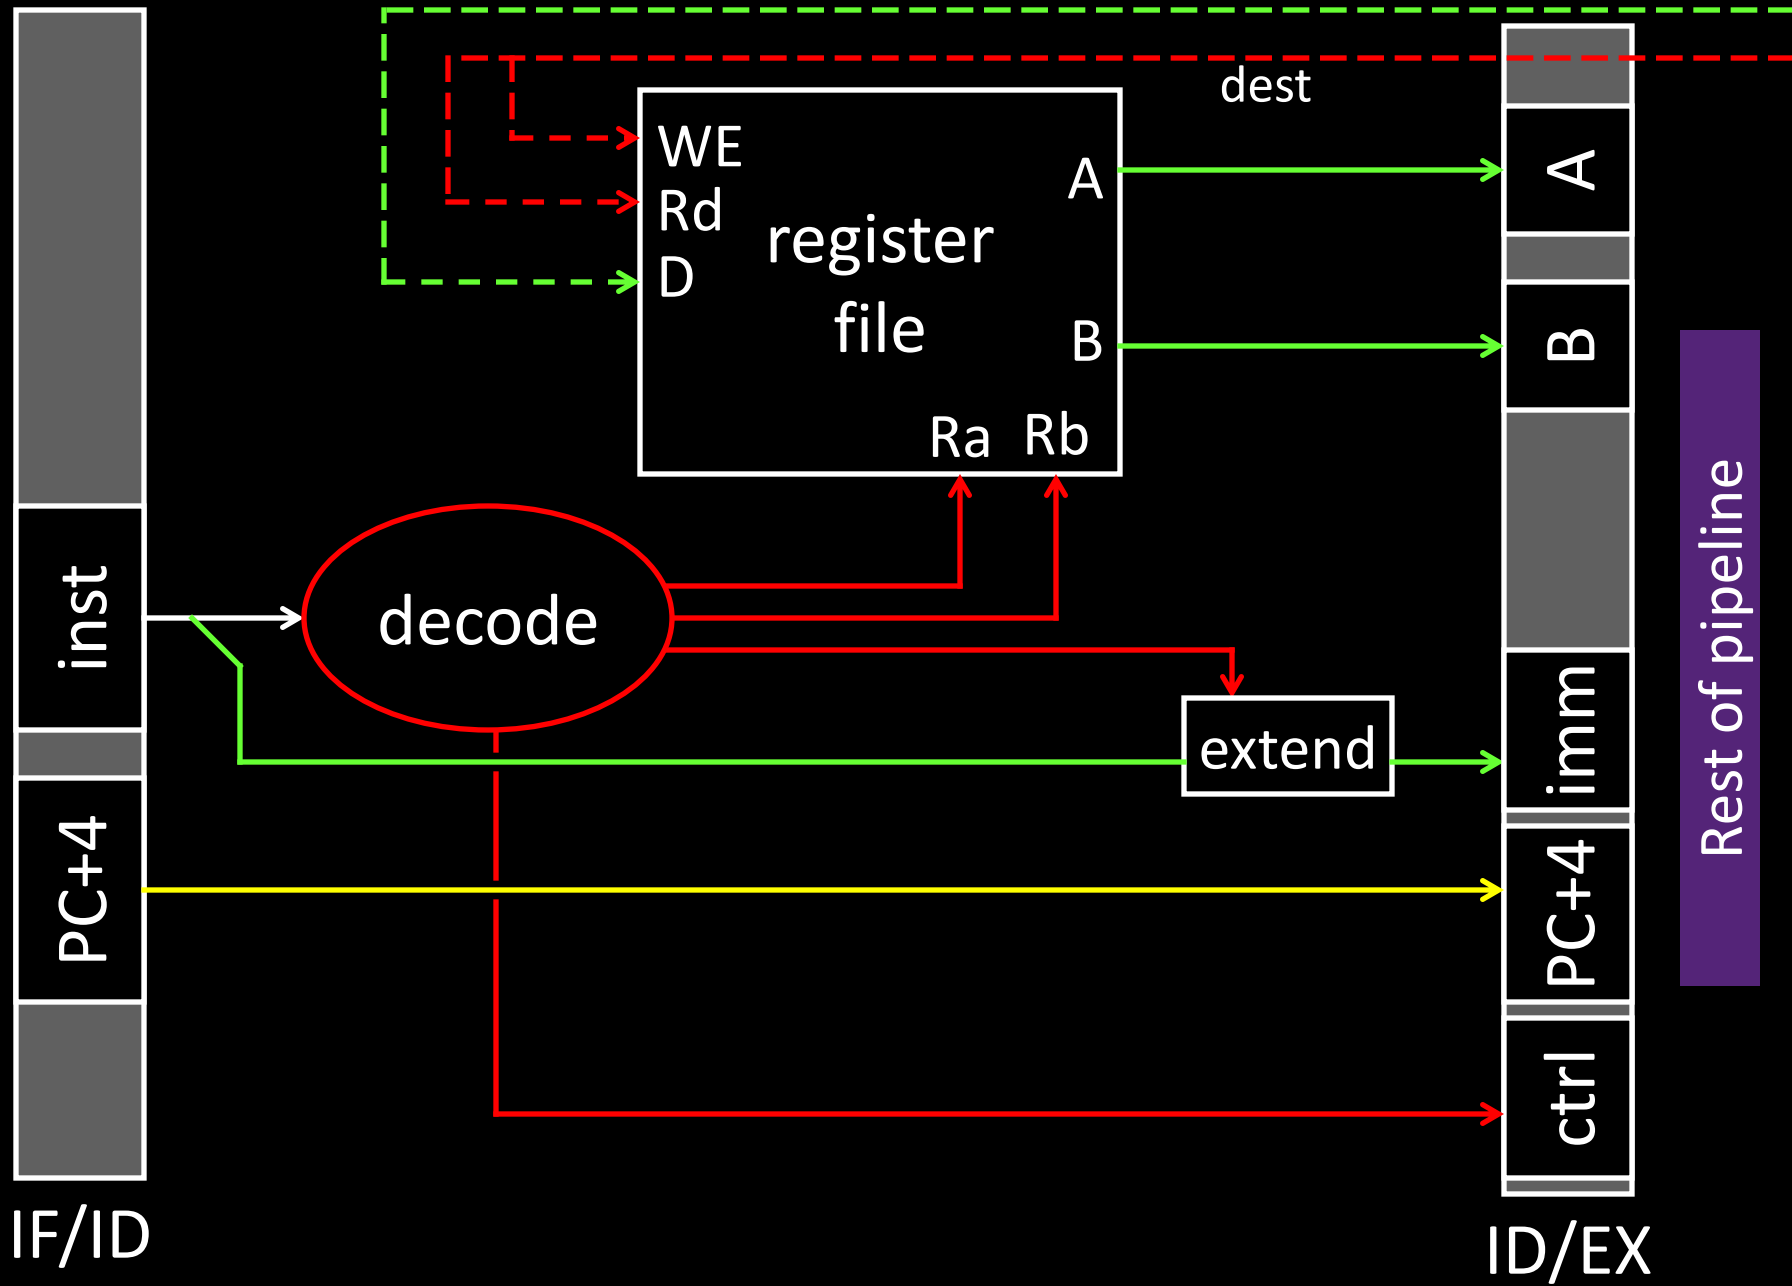 dest
WE
Rd
D
A
B
register
file
Ra Rb
A
B
inst
decode
extend
imm
PC+4
PC+4
ctrl
Rest of pipeline
IF/ID
ID/EX